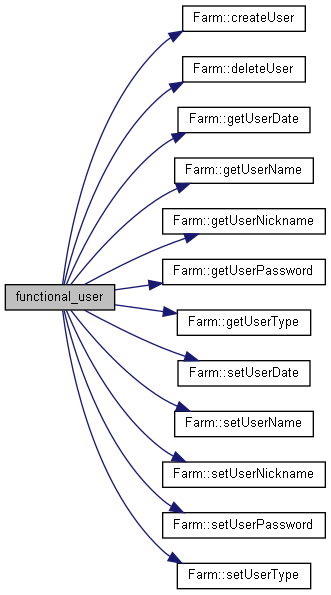 Farm::createUser
Farm::deleteUser
Farm::getUserDate
Farm::getUserName
Farm::getUserNickname
Farm::getUserPassword
functional_user
Farm::getUserType
Farm::setUserDate
Farm::setUserName
Farm::setUserNickname
Farm::setUserPassword
Farm::setUserType